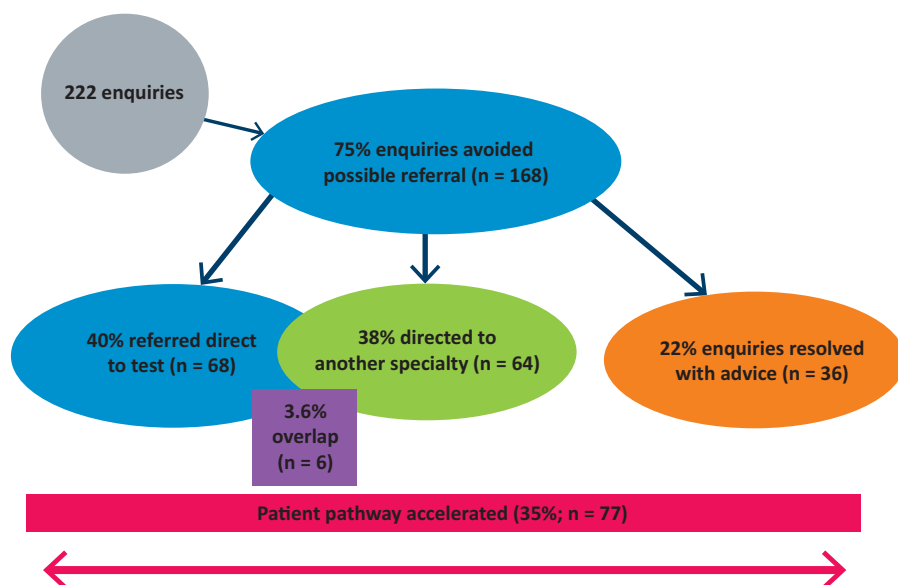 222 enquiries
75% enquiries avoided
possible referral (n = 168)
40% referred direct
to test (n = 68)
38% directed to
another specialty (n = 64)
22% enquiries resolved
with advice (n = 36)
3.6%
overlap
(n = 6)
Patient pathway accelerated (35%; n = 77)